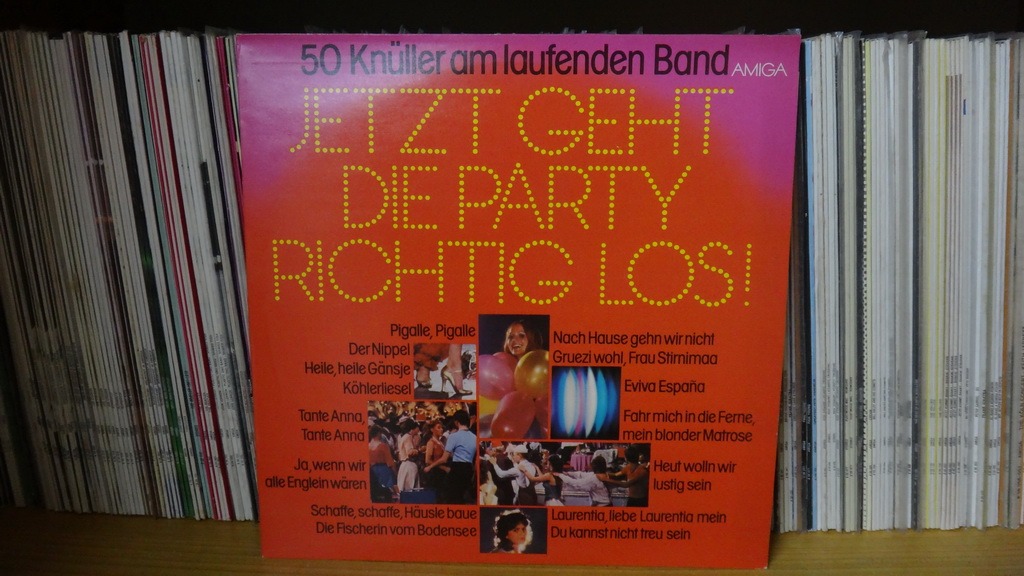 50 Knüller am laufenden Band
AMIGA
JETZT GEHT
DIE PARTY
RICHTIG LOS!
Pigalle, Pigalle
Der Nippel
Heile, heile Gänsje
Köhlerliesel
Tante Anna,
Tante Anna
Ja, wenn wir
alle Englein wären
Schaffe, schaffe, Häusle baue
Die Fischerin vom Bodensee
Nach Hause gehn wir nicht
Gruezi wohl, Frau Stirnimaa
Eviva España
Fahr mich in die Ferne,
mein blonder Matrose
Heut wolln wir
lustig sein
Laurentia, liebe Laurentia mein
Du kannst nicht treu sein